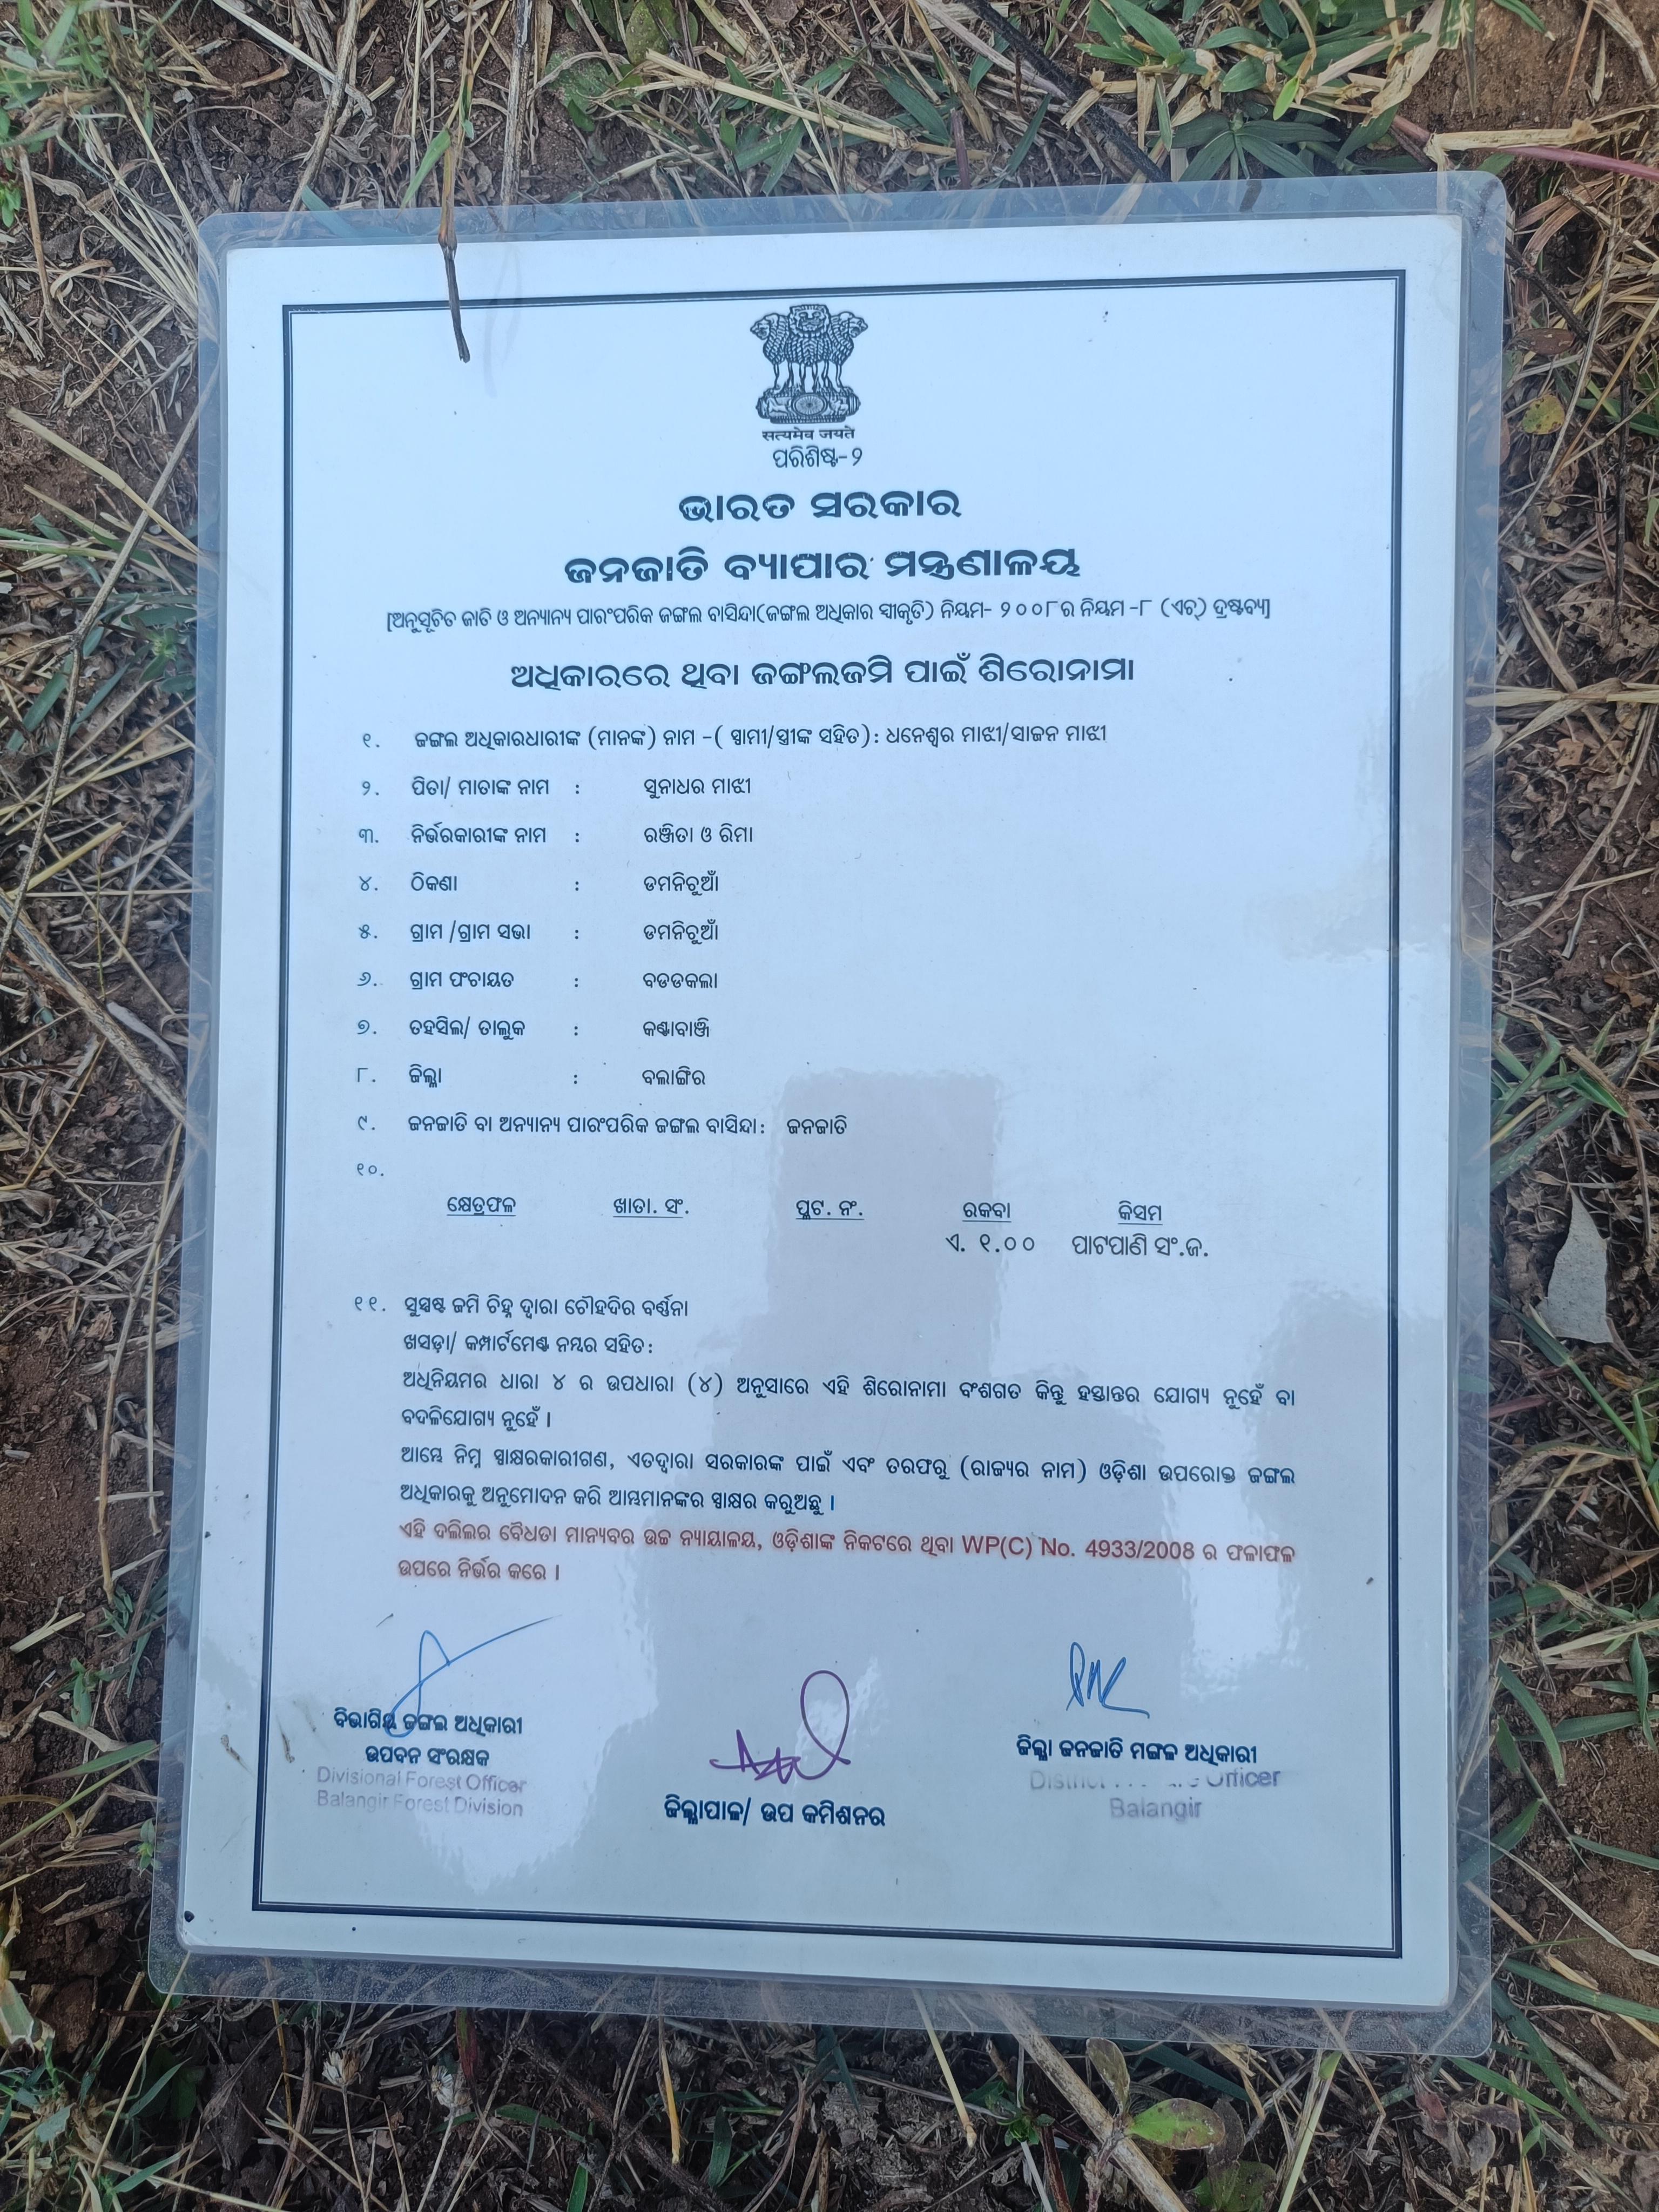 सत्यमेव जयते
ପରିଶିଷ୍ଟ-୨
ଭାରତ ସରକାର
ଜନଜାତି ବ୍ୟାପାର ମନ୍ତ୍ରଣାଳୟ
[ଅନୁସୂଚିତ ଜାତି ଓ ଅନ୍ୟାନ୍ୟ ପାରଂପରିକ ଜଙ୍ଗଲ ବାସିନ୍ଦା(ଜଙ୍ଗଲ ଅଧିକାର ସ୍ୱୀକୃତି) ନିୟମ- ୨୦୦୮ର ନିୟମ -୮ (ଏଚ୍) ଦ୍ରଷ୍ଟବ୍ୟ]
ଅଧିକାରରେ ଥିବା ଜଙ୍ଗଲଜମି ପାଇଁ ଶିରୋନାମା
୧. ଜଙ୍ଗଲ ଅଧିକାରଧାରୀଙ୍କ (ମାନଙ୍କ) ନାମ -( ସ୍ୱାମୀ/ସ୍ତ୍ରୀଙ୍କ ସହିତ): ଧନେଶ୍ୱର ମାଝୀ/ସାଜନ ମାଝୀ
୨. ପିତା/ ମାତାଙ୍କ ନାମ : ସୁନାଧର ମାଝୀ
୩. ନିର୍ଭରକାରୀଙ୍କ ନାମ : ରଞ୍ଜିତା ଓ ରିମା
୪. ଠିକଣା : ଡମନିଚୁଆଁ
୫. ଗ୍ରାମ /ଗ୍ରାମ ସଭା : ଡମନିଚୁଆଁ
୬. ଗ୍ରାମ ପଂଚାୟତ : ବଡଡକଲା
୭. ତହସିଲ/ ତାଲୁକ : କଣ୍ଟାବାଞ୍ଜି
୮. ଜିଲ୍ଲା : ବଲାଙ୍ଗିର
୯. ଜନଜାତି ବା ଅନ୍ୟାନ୍ୟ ପାରଂପରିକ ଜଙ୍ଗଲ ବାସିନ୍ଦା: ଜନଜାତି
୧୦.
କ୍ଷେତ୍ରଫଳ ଖାତା. ସଂ. ପ୍ଲଟ. ନଂ. ରକବା କିସମ
ଏ. ୧.୦୦ ପାଟପାଣି ସଂ.ଜ.
୧୧. ସୁସ୍ପଷ୍ଟ ଜମି ଚିହ୍ନ ଦ୍ୱାରା ଚୌହଦିର ବର୍ଣ୍ଣନା
ଖସଡ଼ା/ କମ୍ପାର୍ଟମେଣ୍ଟ ନମ୍ବର ସହିତ:
ଅଧିନିୟମର ଧାରା ୪ ର ଉପଧାରା (୪) ଅନୁସାରେ ଏହି ଶିରୋନାମା ବଂଶଗତ କିନ୍ତୁ ହସ୍ତାନ୍ତର ଯୋଗ୍ୟ ନୁହେଁ ବା
ବଦଳିଯୋଗ୍ୟ ନୁହେଁ ।
ଆମ୍ଭେ ନିମ୍ନ ସ୍ୱାକ୍ଷରକାରୀଗଣ, ଏତଦ୍ୱାରା ସରକାରଙ୍କ ପାଇଁ ଏବଂ ତରଫରୁ (ରାଜ୍ୟର ନାମ) ଓଡ଼ିଶା ଉପରୋକ୍ତ ଜଙ୍ଗଲ
ଅଧିକାରକୁ ଅନୁମୋଦନ କରି ଆମ୍ଭମାନଙ୍କର ସ୍ୱାକ୍ଷର କରୁଅଛୁ ।
ଏହି ଦଲିଲର ବୈଧତା ମାନ୍ୟବର ଉଚ୍ଚ ନ୍ୟାୟାଳୟ, ଓଡ଼ିଶାଙ୍କ ନିକଟରେ ଥିବା WP(C) No. 4933/2008 ର ଫଳାଫଳ
ଉପରେ ନିର୍ଭର କରେ ।
ବିଭାଗିୟ ଜଙ୍ଗଲ ଅଧିକାରୀ
ଉପବନ ସଂରକ୍ଷକ
Divisional Forest Officer
Balangir Forest Division
ଜିଲ୍ଲାପାଳ/ ଉପ କମିଶନର
ଜିଲ୍ଲା ଜନଜାତି ମଙ୍ଗଳ ଅଧିକାରୀ
Officer
Balangir